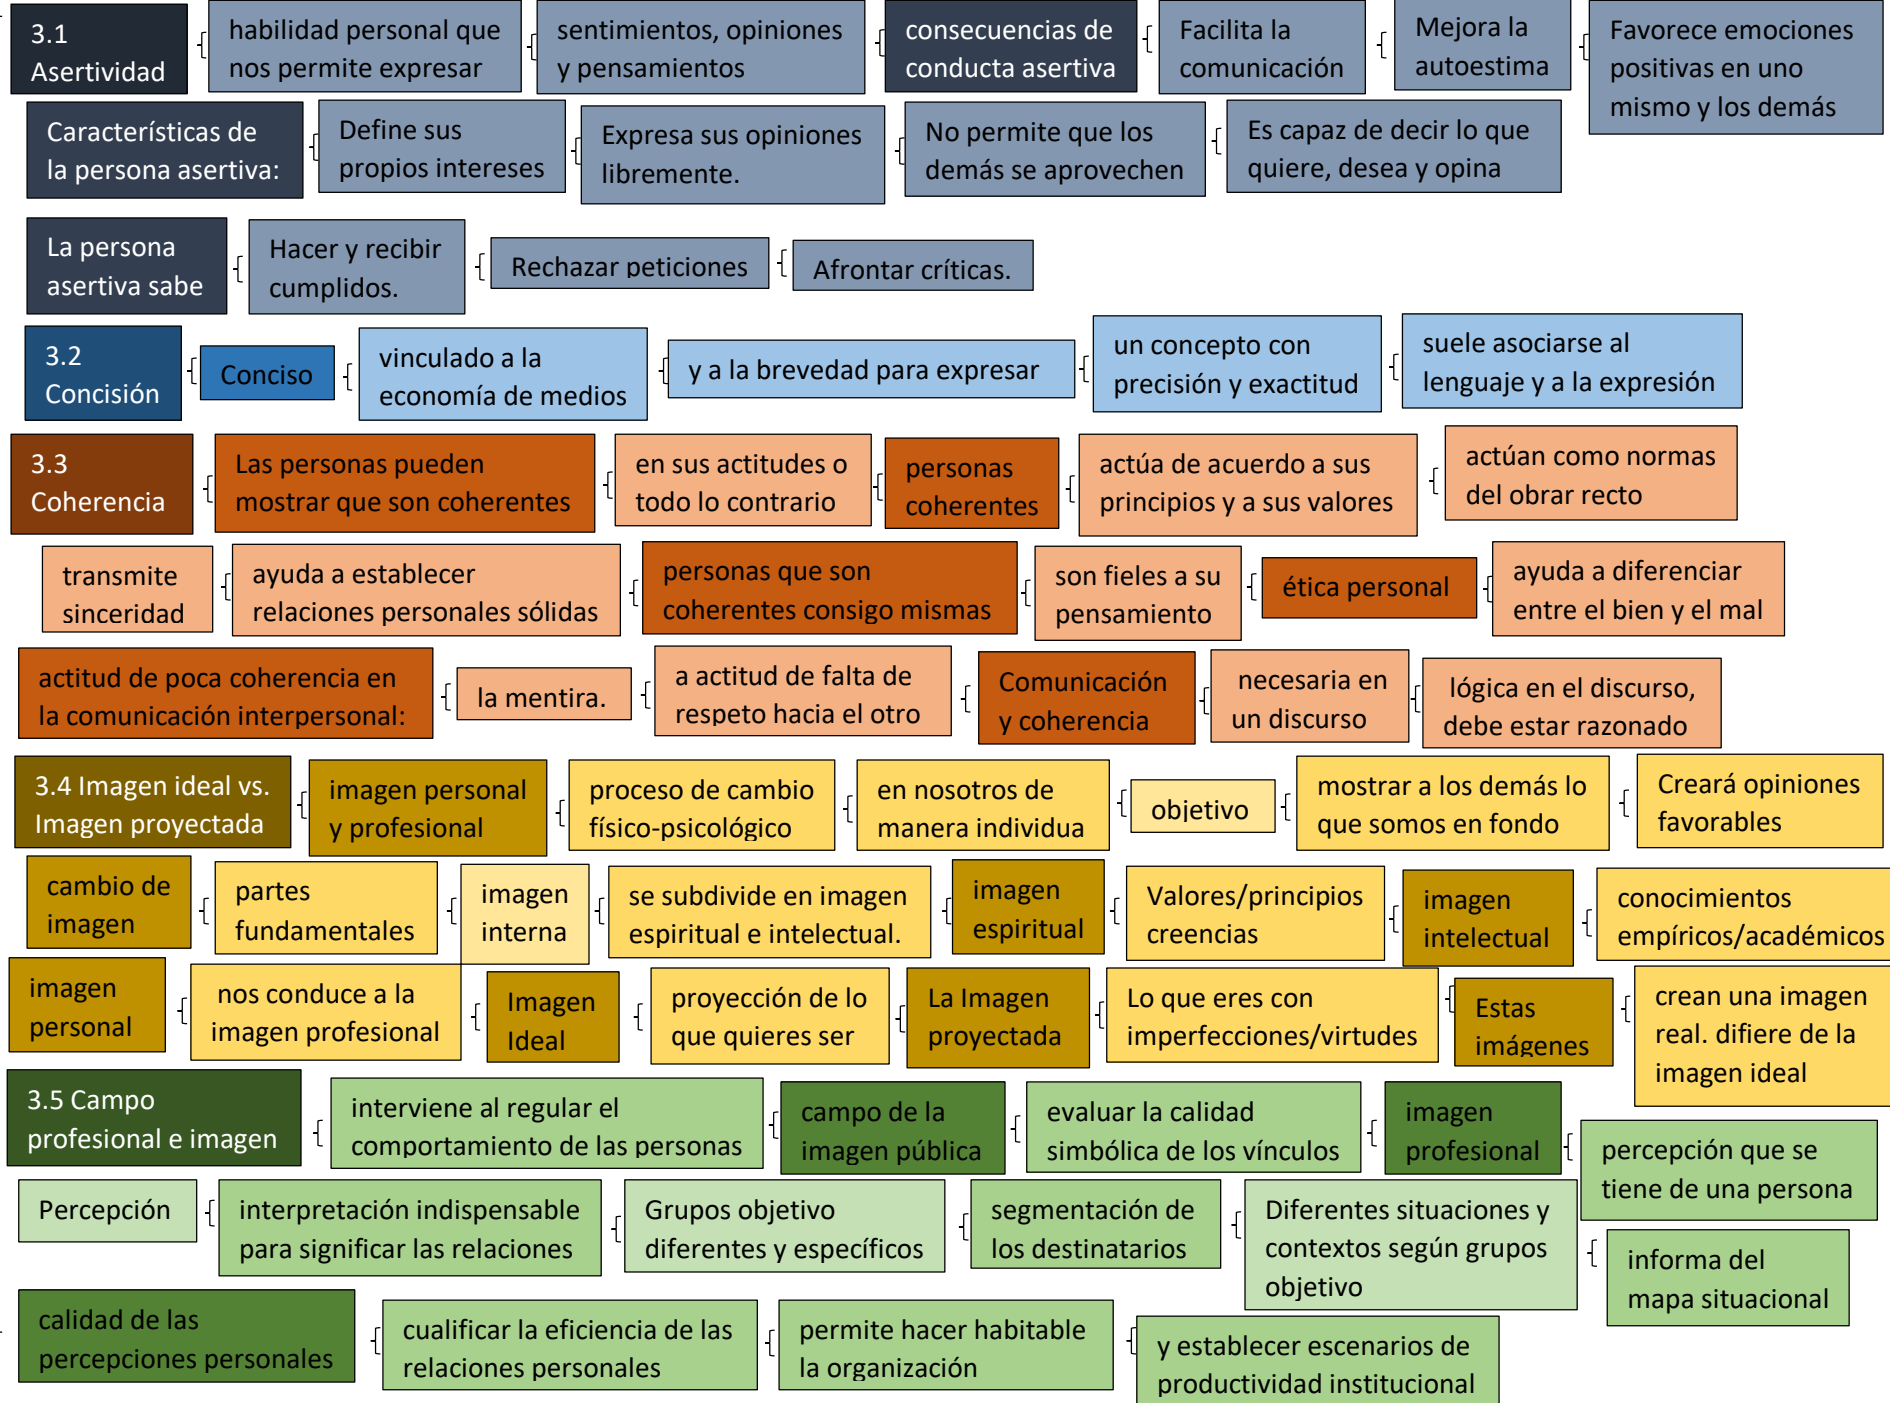 3.1
Asertividad
habilidad personal que
nos permite expresar
sentimientos, opiniones
y pensamientos
consecuencias de
conducta asertiva
Facilita la
comunicación
Mejora la
autoestima
Favorece emociones
positivas en uno
mismo y los demás
Características de
la persona asertiva:
Define sus
propios intereses
Expresa sus opiniones
libremente.
No permite que los
demás se aprovechen
Es capaz de decir lo que
quiere, desea y opina
La persona
asertiva sabe
Hacer y recibir
cumplidos.
Rechazar peticiones
Afrontar críticas.
3.2
Concisión
Conciso
vinculado a la
economía de medios
y a la brevedad para expresar
un concepto con
precisión y exactitud
suele asociarse al
lenguaje y a la expresión
3.3
Coherencia
Las personas pueden
mostrar que son coherentes
en sus actitudes o
todo lo contrario
personas
coherentes
actúa de acuerdo a sus
principios y a sus valores
actúan como normas
del obrar recto
transmite
sinceridad
ayuda a establecer
relaciones personales sólidas
personas que son
coherentes consigo mismas
son fieles a su
pensamiento
ética personal
ayuda a diferenciar
entre el bien y el mal
actitud de poca coherencia en
la comunicación interpersonal:
la mentira.
a actitud de falta de
respeto hacia el otro
Comunicación
y coherencia
necesaria en
un discurso
lógica en el discurso,
debe estar razonado
3.4 Imagen ideal vs.
Imagen proyectada
imagen personal
y profesional
proceso de cambio
físico-psicológico
en nosotros de
manera individua
objetivo
mostrar a los demás lo
que somos en fondo
Creará opiniones
favorables
cambio de
imagen
partes
fundamentales
imagen
interna
se subdivide en imagen
espiritual e intelectual.
imagen
espiritual
Valores/principios
creencias
imagen
intelectual
conocimientos
empíricos/académicos
imagen
personal
nos conduce a la
imagen profesional
Imagen
Ideal
proyección de lo
que quieres ser
La Imagen
proyectada
Lo que eres con
imperfecciones/virtudes
Estas
imágenes
crean una imagen
real. difiere de la
imagen ideal
3.5 Campo
profesional e imagen
interviene al regular el
comportamiento de las personas
campo de la
imagen pública
evaluar la calidad
simbólica de los vínculos
imagen
profesional
percepción que se
tiene de una persona
Percepción
interpretación indispensable
para significar las relaciones
Grupos objetivo
diferentes y específicos
segmentación de
los destinatarios
Diferentes situaciones y
contextos según grupos
objetivo
informa del
mapa situacional
calidad de las
percepciones personales
cualificar la eficiencia de las
relaciones personales
permite hacer habitable
la organización
y establecer escenarios de
productividad institucional